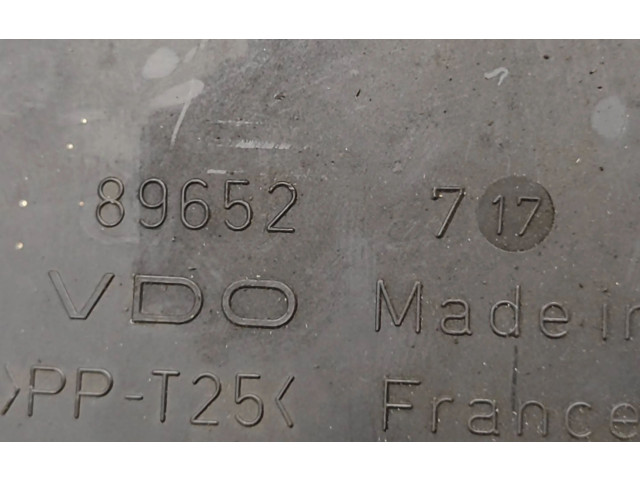 89652 7 17
VDO Made in
>PP-T25< France